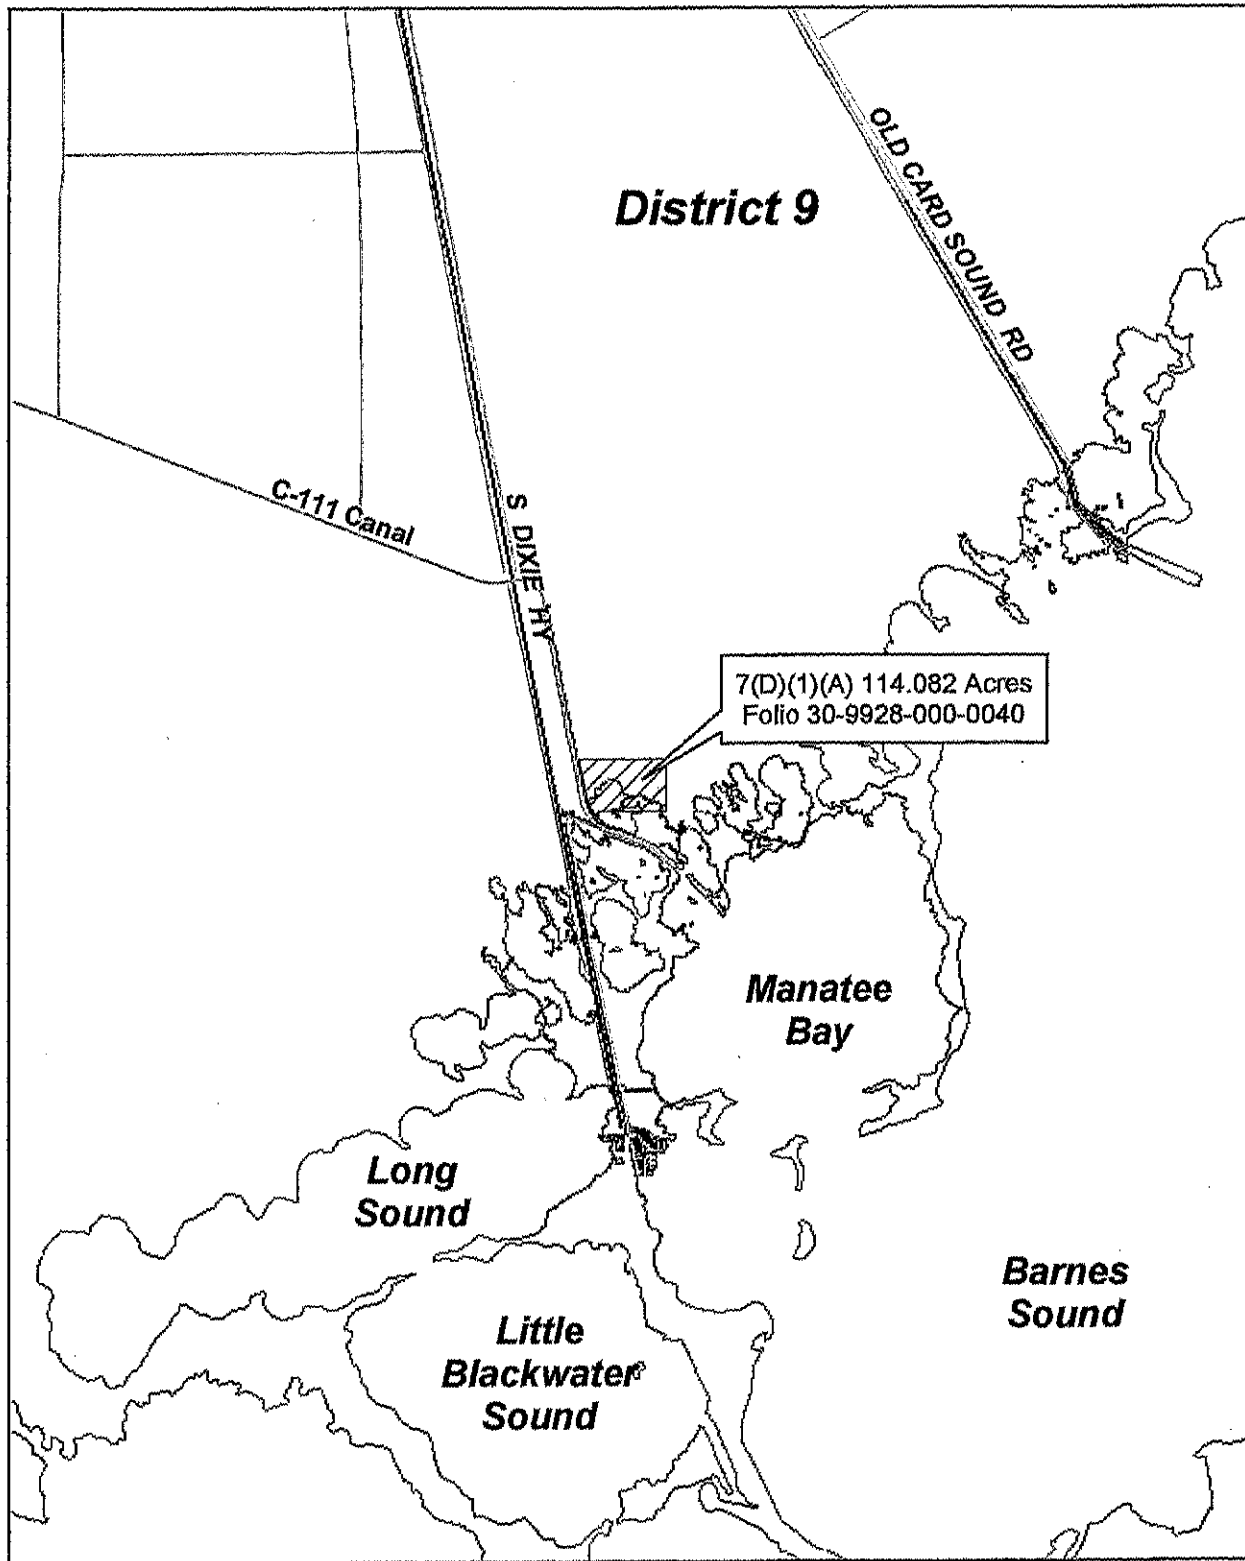 District 9
OLD CARD SOUND RD
C-111 Canal
S DIXIE HY
7(D)(1)(A) 114.082 Acres
Folio 30-9928-000-0040
Manatee
Bay
Long
Sound
Barnes
Sound
Little
Blackwater
Sound